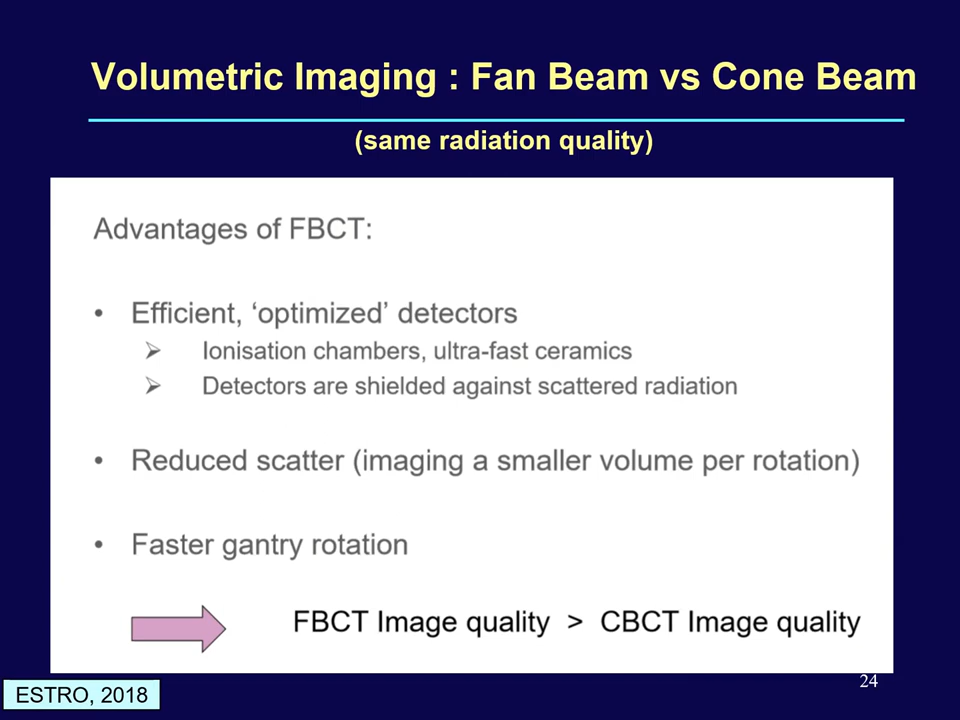 Volumetric Imaging : Fan Beam vs Cone Beam
(same radiation quality)
Advantages of FBCT:
• Efficient, ‘optimized’ detectors
➢ Ionisation chambers, ultra-fast ceramics
➢ Detectors are shielded against scattered radiation
• Reduced scatter (imaging a smaller volume per rotation)
• Faster gantry rotation
FBCT Image quality > CBCT Image quality
24
ESTRO, 2018